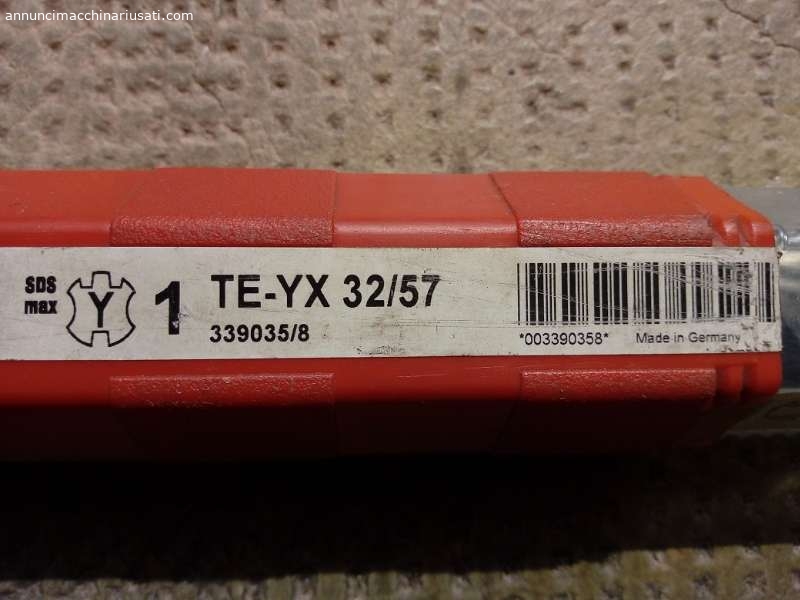 annuncimacchinariusati.com
SDS
max
Y
1
TE-YX 32/57
339035/8
*003390358* Made in Germany